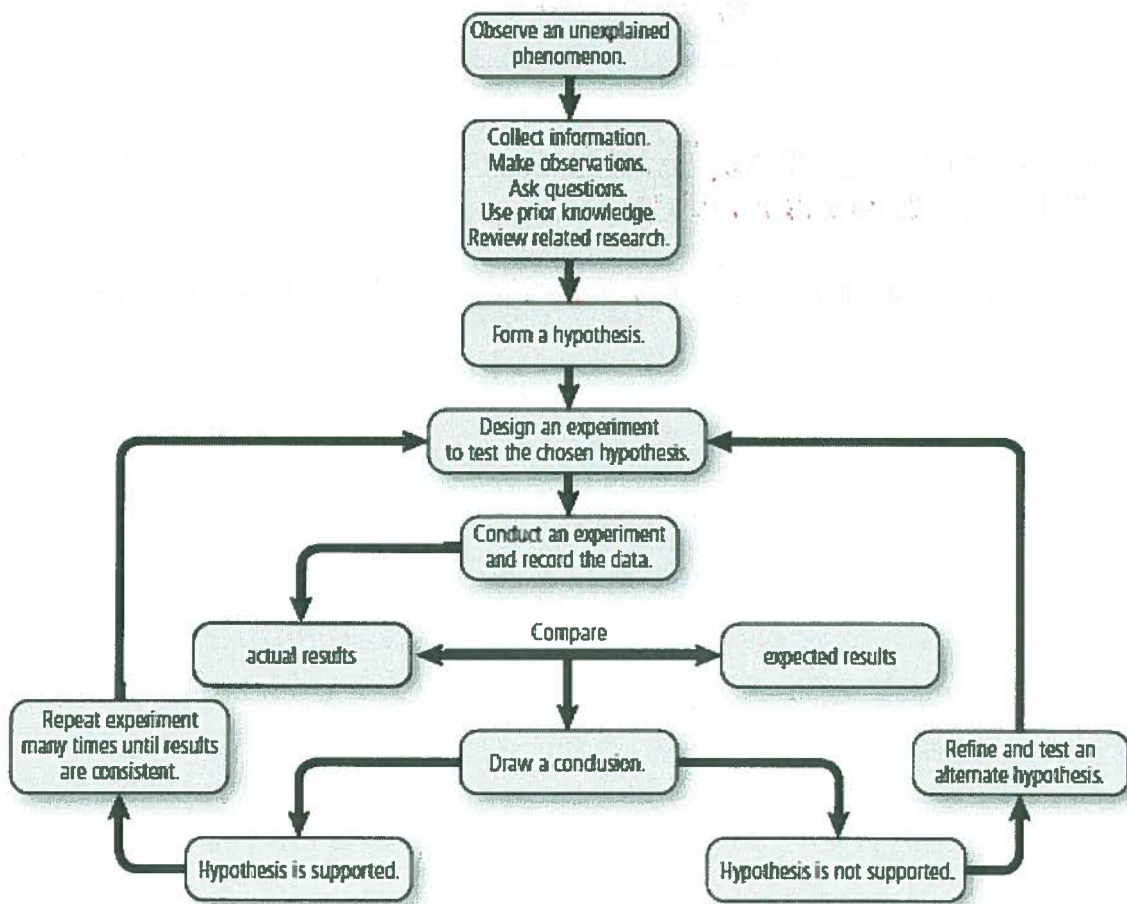 Observe an unexplained
phenomenon.
Collect information.
Make observations.
Ask questions.
Use prior knowledge.
Review related research.
Form a hypothesis.
Design an experiment
to test the chosen hypothesis.
Conduct an experiment
and record the data.
Compare
actual results
expected results
Repeat experiment
many times until results
are consistent.
Draw a conclusion.
Refine and test an
alternate hypothesis.
Hypothesis is supported.
Hypothesis is not supported.